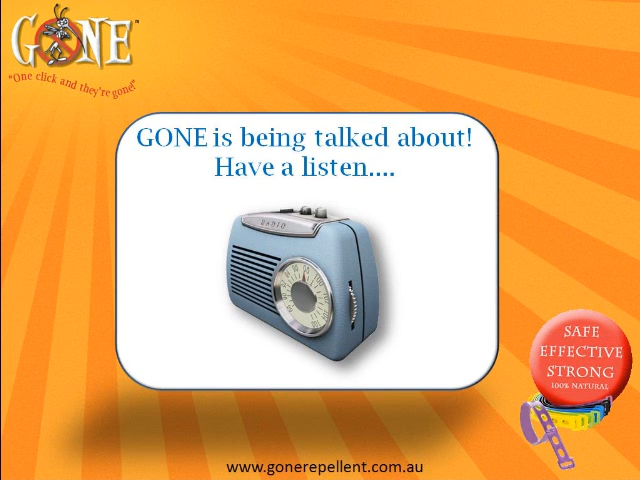 GONE™
"One click and they're gone!"
GONE is being talked about!
Have a listen....
RADIO
SAFE
EFFECTIVE
STRONG
100% NATURAL
www.gonerepellent.com.au